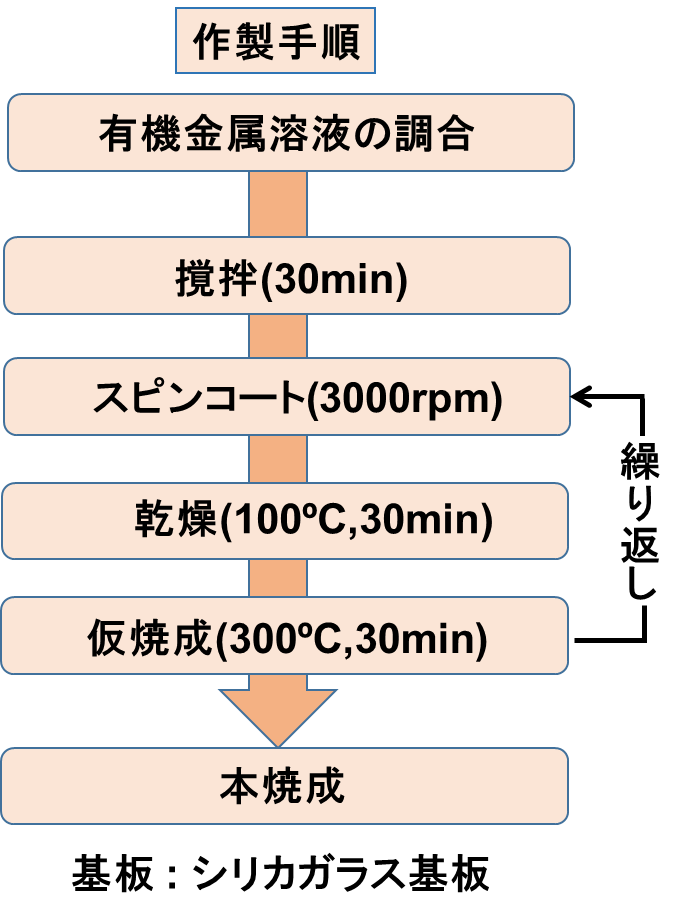 作製手順
有機金属溶液の調合
撹拌(30min)
スピンコート(3000rpm)
乾燥(100ºC,30min)
仮焼成(300ºC,30min)
繰り返し
本焼成
基板：シリカガラス基板